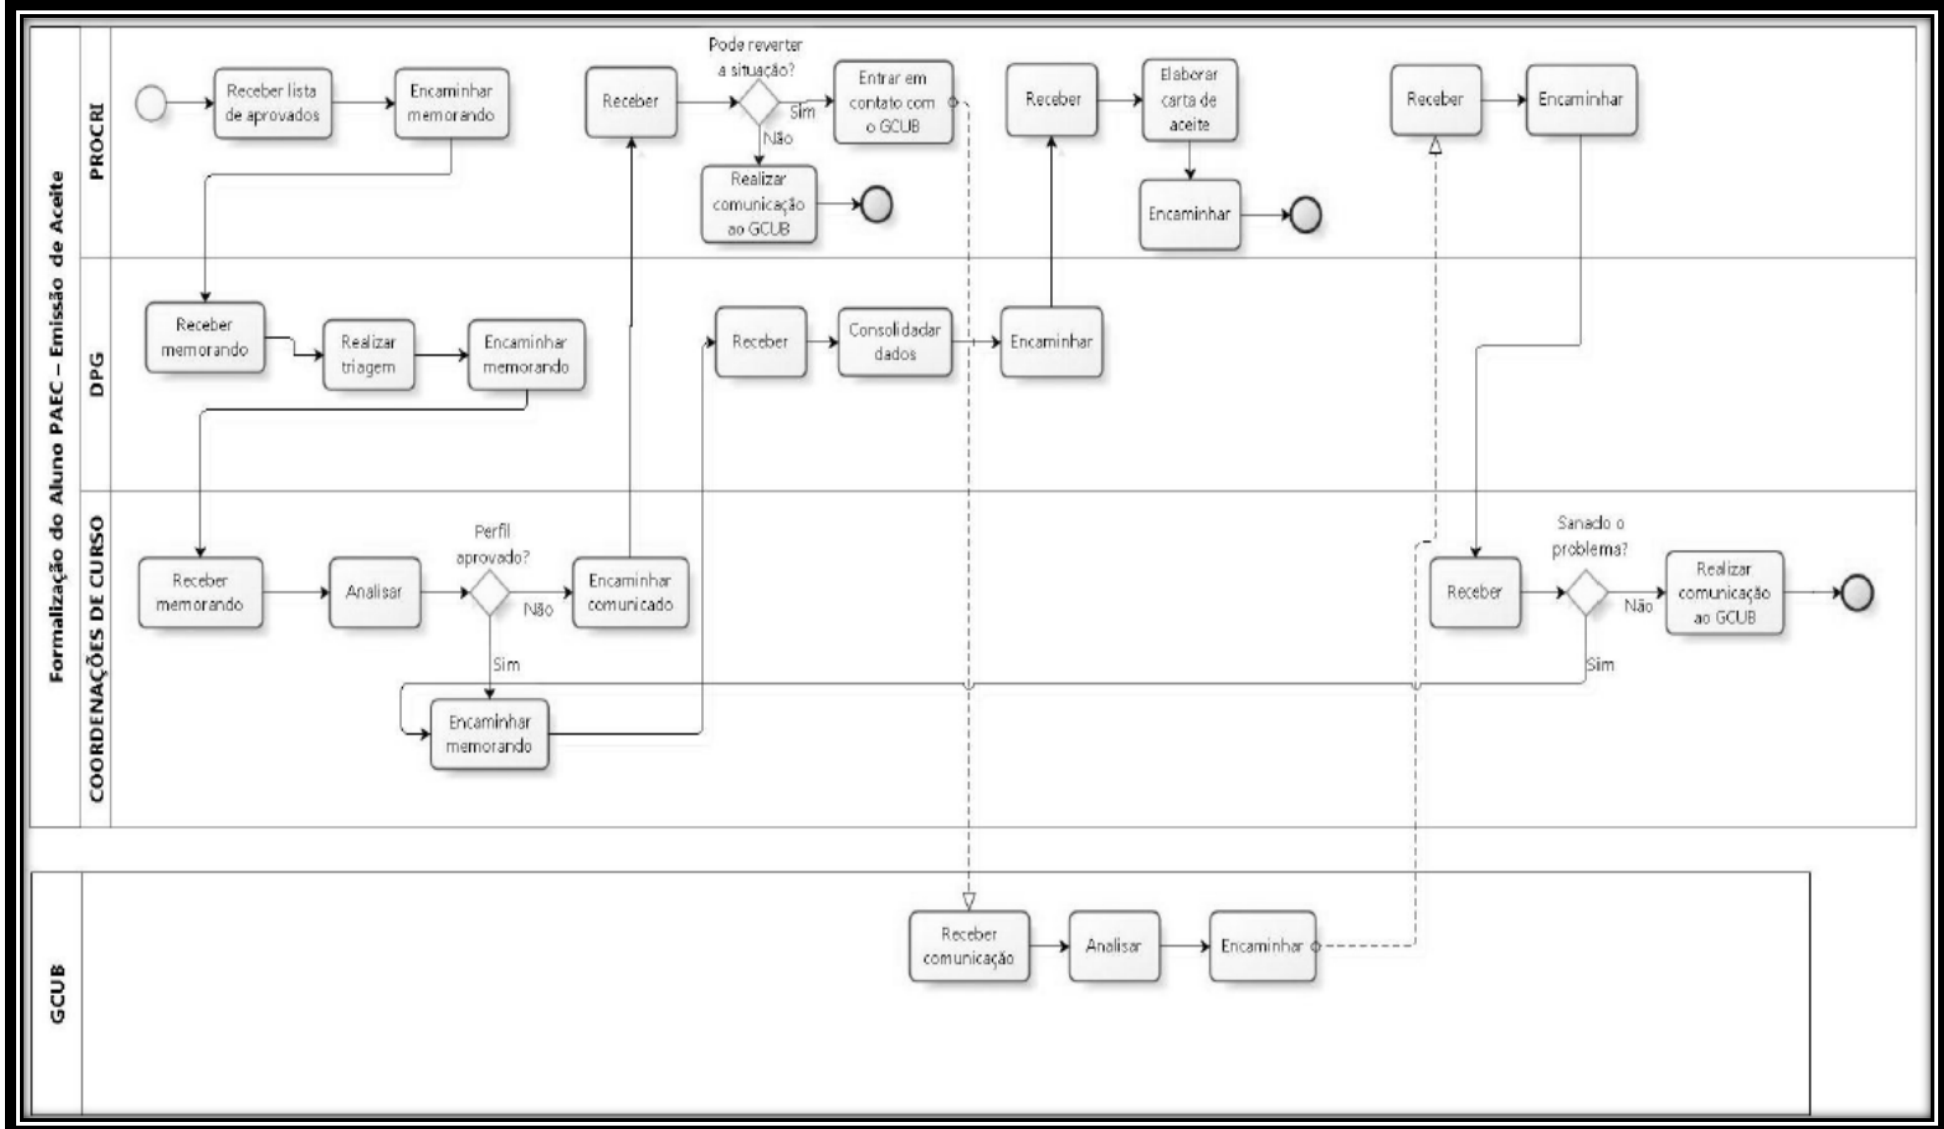 Formalização do Aluno PAEC – Emissão de Aceite
PROCRI
Receber lista
de aprovados
Encaminhar
memorando
Receber
Pode reverter
a situação?
Sim
Não
Entrar em
contato com
o GCUB
Realizar
comunicação
ao GCUB
Receber
Elaborar
carta de
aceite
Encaminhar
Receber
Encaminhar
DPG
Receber
memorando
Realizar
triagem
Encaminhar
memorando
Receber
Consolidadar
dados
Encaminhar
COORDENAÇÕES DE CURSO
Receber
memorando
Analisar
Perfil
aprovado?
Não
Sim
Encaminhar
comunicado
Encaminhar
memorando
Receber
Sanado o
problema?
Não
Sim
Realizar
comunicação
ao GCUB
GCUB
Receber
comunicação
Analisar
Encaminhar